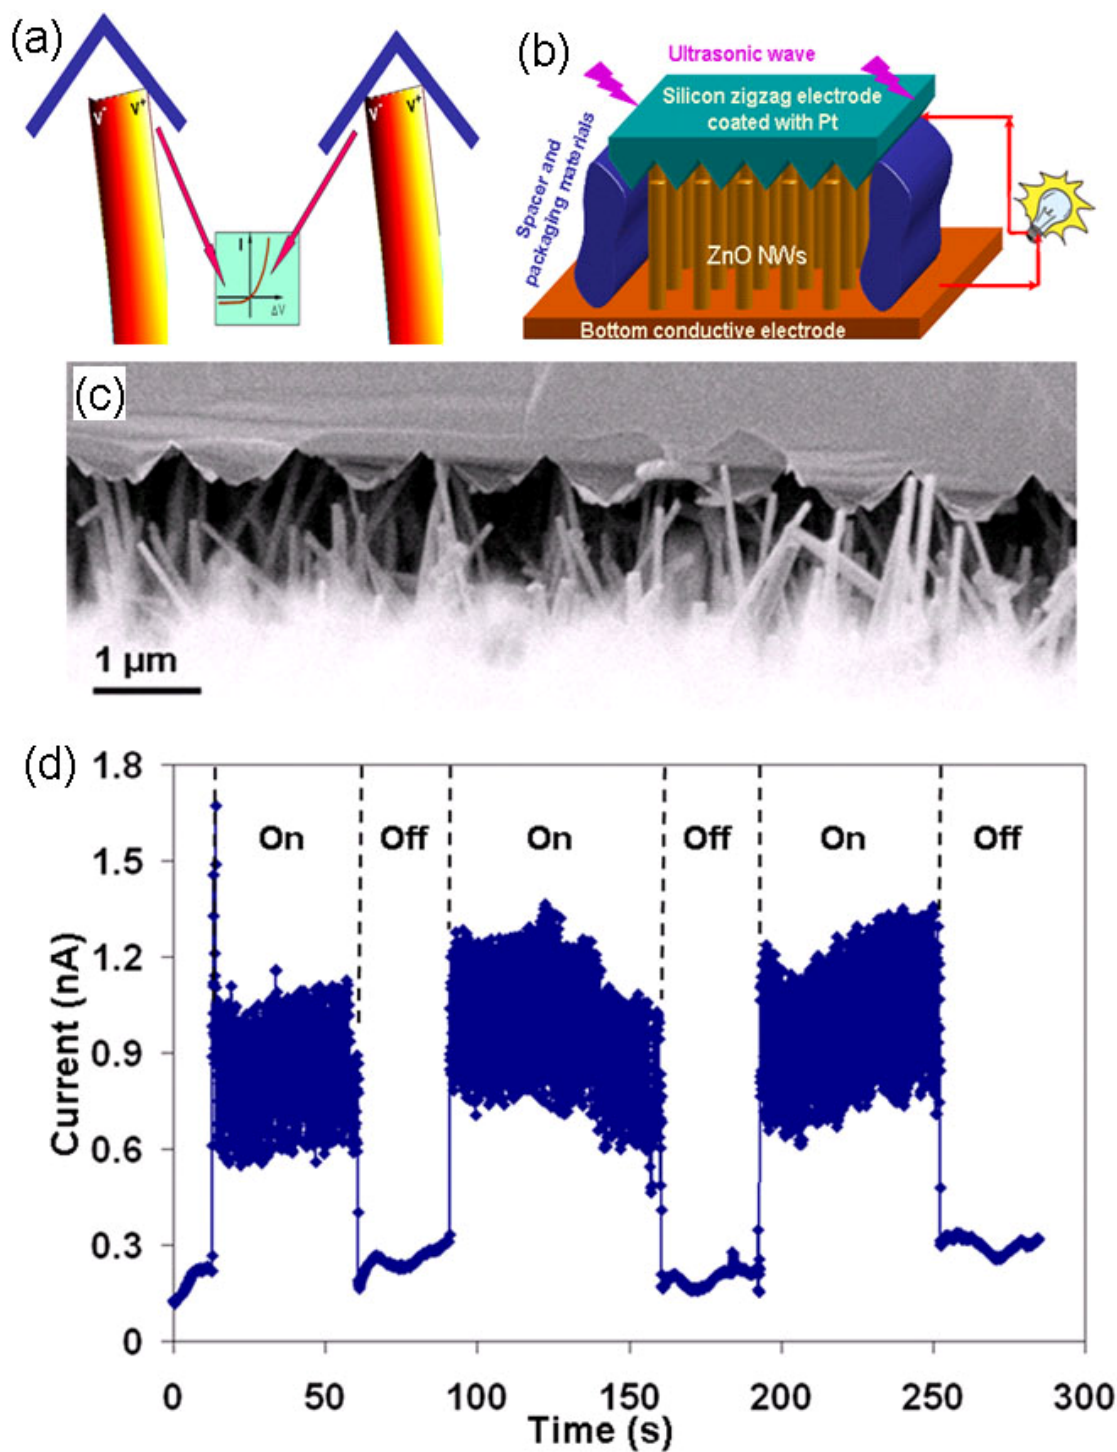 (a)
V-
V+
V-
V+
I
ΔV
(b)
Ultrasonic wave
Silicon zigzag electrode
coated with Pt
Spacer and
packaging materials
ZnO NWs
Bottom conductive electrode
(c)
1 μm
(d)
1.8
1.5
1.2
0.9
0.6
0.3
0
Current (nA)
On
Off
On
Off
On
Off
0
50
100
150
200
250
300
Time (s)